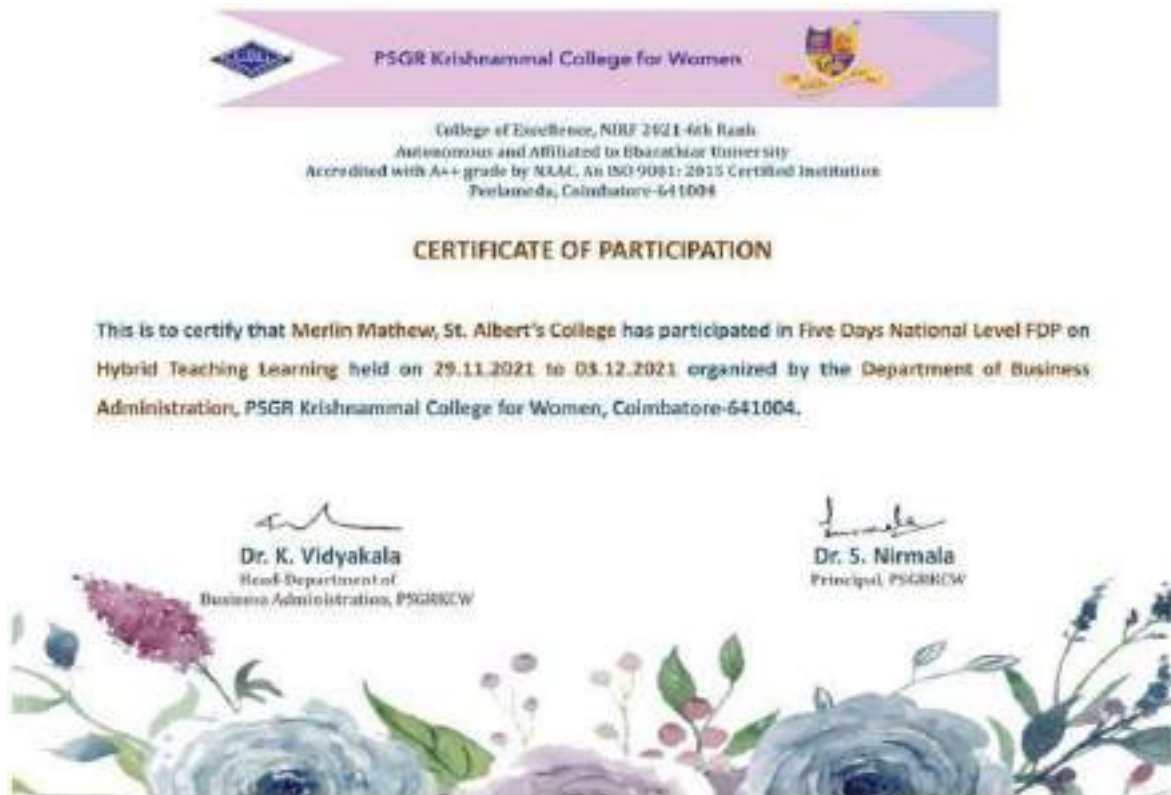 PSGR Krishnammal College for Women
College of Excellence, NIRF 2021-6th Rank
Autonomous and Affiliated to Bharathiar University
Accredited with A++ grade by NAAC, An ISO 9001: 2015 Certified Institution
Peelamedu, Coimbatore-641004
CERTIFICATE OF PARTICIPATION
This is to certify that Merlin Mathew, St. Albert's College has participated in Five Days National Level FDP on
Hybrid Teaching Learning held on 29.11.2021 to 03.12.2021 organized by the Department of Business
Administration, PSGR Krishnammal College for Women, Coimbatore-641004.
Dr. K. Vidyakala
Head-Department of
Business Administration, PSGRKCW
Dr. S. Nirmala
Principal, PSGRKCW